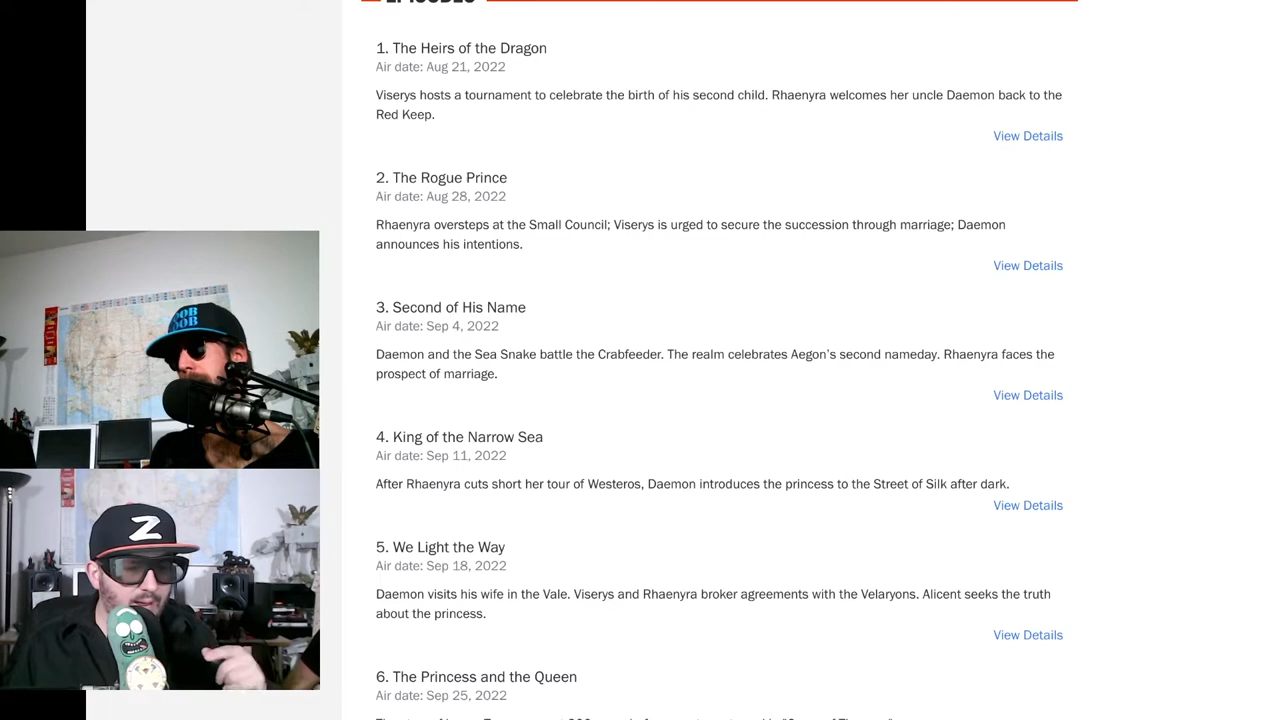 EPISODES
1. The Heirs of the Dragon
Air date: Aug 21, 2022
Viserys hosts a tournament to celebrate the birth of his second child. Rhaenyra welcomes her uncle Daemon back to the
Red Keep.
View Details
2. The Rogue Prince
Air date: Aug 28, 2022
Rhaenyra oversteps at the Small Council; Viserys is urged to secure the succession through marriage; Daemon
announces his intentions.
View Details
3. Second of His Name
Air date: Sep 4, 2022
Daemon and the Sea Snake battle the Crabfeeder. The realm celebrates Aegon's second nameday. Rhaenyra faces the
prospect of marriage.
View Details
4. King of the Narrow Sea
Air date: Sep 11, 2022
After Rhaenyra cuts short her tour of Westeros, Daemon introduces the princess to the Street of Silk after dark.
View Details
5. We Light the Way
Air date: Sep 18, 2022
Daemon visits his wife in the Vale. Viserys and Rhaenyra broker agreements with the Velaryons. Alicent seeks the truth
about the princess.
View Details
6. The Princess and the Queen
Air date: Sep 25, 2022
Z